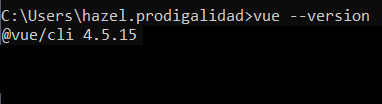 C:\Users\hazel.prodigalidad>vue --version
@vue/cli 4.5.15